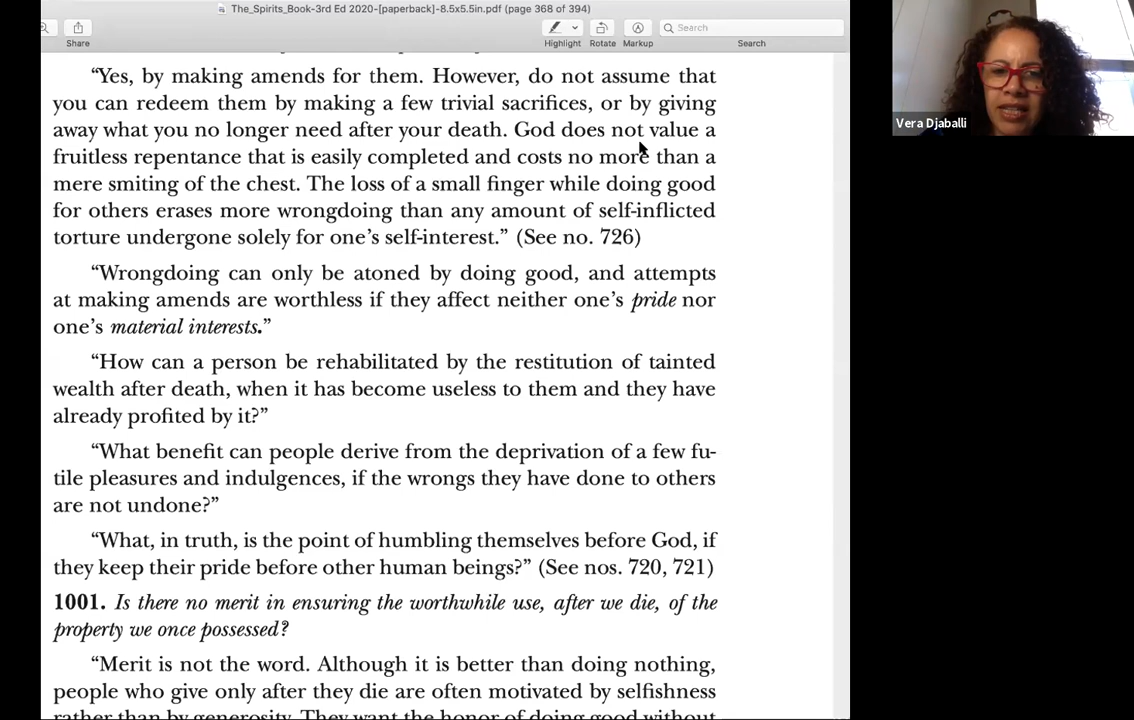 The_Spirits_Book-3rd Ed 2020-[paperback]-8.5x5.5in.pdf (page 368 of 394)
Share
Highlight
Rotate
Markup
Search
Search
“Yes, by making amends for them. However, do not assume that
you can redeem them by making a few trivial sacrifices, or by giving
away what you no longer need after your death. God does not value a
fruitless repentance that is easily completed and costs no more than a
mere smiting of the chest. The loss of a small finger while doing good
for others erases more wrongdoing than any amount of self-inflicted
torture undergone solely for one’s self-interest.” (See no. 726)
“Wrongdoing can only be atoned by doing good, and attempts
at making amends are worthless if they affect neither one’s pride nor
one’s material interests.”
“How can a person be rehabilitated by the restitution of tainted
wealth after death, when it has become useless to them and they have
already profited by it?”
“What benefit can people derive from the deprivation of a few fu-
tile pleasures and indulgences, if the wrongs they have done to others
are not undone?”
“What, in truth, is the point of humbling themselves before God, if
they keep their pride before other human beings?” (See nos. 720, 721)
1001. Is there no merit in ensuring the worthwhile use, after we die, of the
property we once possessed?
“Merit is not the word. Although it is better than doing nothing,
people who give only after they die are often motivated by selfishness
rather than by generosity. They want the honor of doing good without
Vera Djaballi